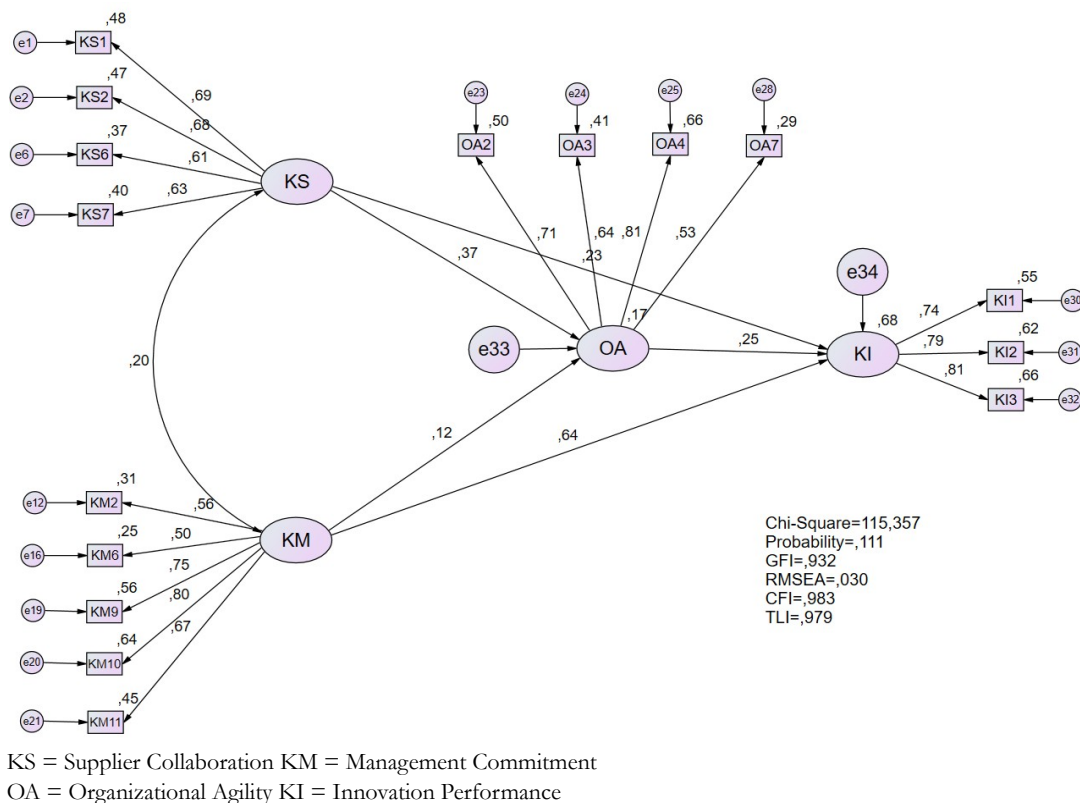 ,48
e1 KS1
,47
,69
e2 KS2
,68
,37
e6 KS6
,61
,40
,63
e7 KS7
KS
e23 e24 e25 e28
,50 ,41 ,66 ,29
OA2 OA3 OA4 OA7
,71 ,64 ,81 ,53
,37
,23
e34
,55
,17
,68
,74
KI1 e30
e33 OA
,25
KI
,62
,79
KI2 e31
,66
,81
KI3 e32
,20
,12
,64
,31
e12 KM2
,56
,25
,50
e16 KM6
KM
,75
,56
,80
e19 KM9
,67
,64
e20 KM10
,45
e21 KM11
Chi-Square=115,357
Probability=,111
GFI=,932
RMSEA=,030
CFI=,983
TLI=,979
KS = Supplier Collaboration KM = Management Commitment
OA = Organizational Agility KI = Innovation Performance